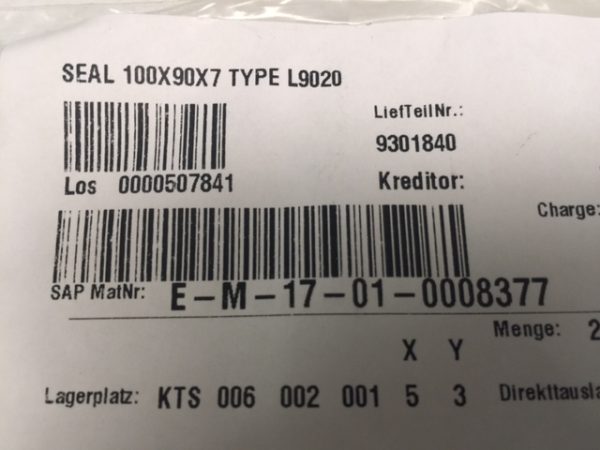 SEAL 100X90X7 TYPE L9020
LiefTeilNr.:
9301840
Los 0000507841
Kreditor:
Charge:
SAP MatNr: E-M-17-01-0008377
Menge: 2
X Y
Lagerplatz: KTS 006 002 001 5 3